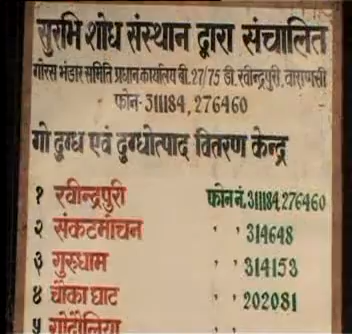 सुरभि शोध संस्थान द्वारा संचालित
गोरस भंडार समिति प्रधान कार्यालय बी. 27/75 डी. रवीन्द्रपुरी, वाराणसी
फोन- 311184, 276460
गो दुग्ध एवं दुग्धोत्पाद वितरण केन्द्र
१ रवीन्द्रपुरी फोन नं. 311184, 276460
२ संकटमोचन ' ' 314648
३ गुरुधाम ' ' 314153
४ चौका घाट ' ' 202081
५ गोदौलिया